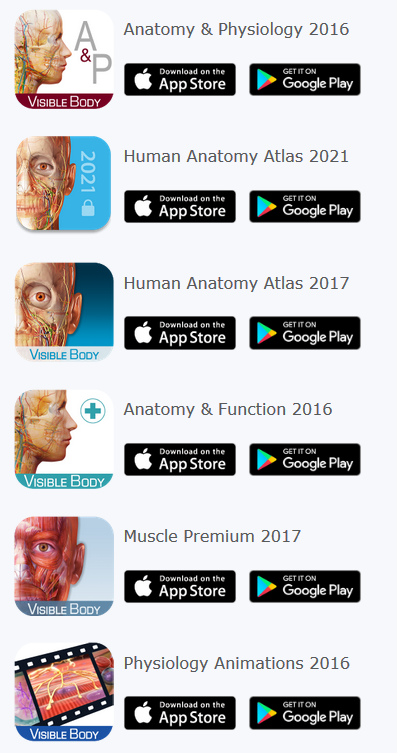 Anatomy & Physiology 2016
A
&
P
VISIBLE BODY
Download on the
App Store
GET IT ON
Google Play
Human Anatomy Atlas 2021
2021
Download on the
App Store
GET IT ON
Google Play
Human Anatomy Atlas 2017
VISIBLE BODY
Download on the
App Store
GET IT ON
Google Play
Anatomy & Function 2016
VISIBLE BODY
Download on the
App Store
GET IT ON
Google Play
Muscle Premium 2017
VISIBLE BODY
Download on the
App Store
GET IT ON
Google Play
Physiology Animations 2016
VISIBLE BODY
Download on the
App Store
GET IT ON
Google Play